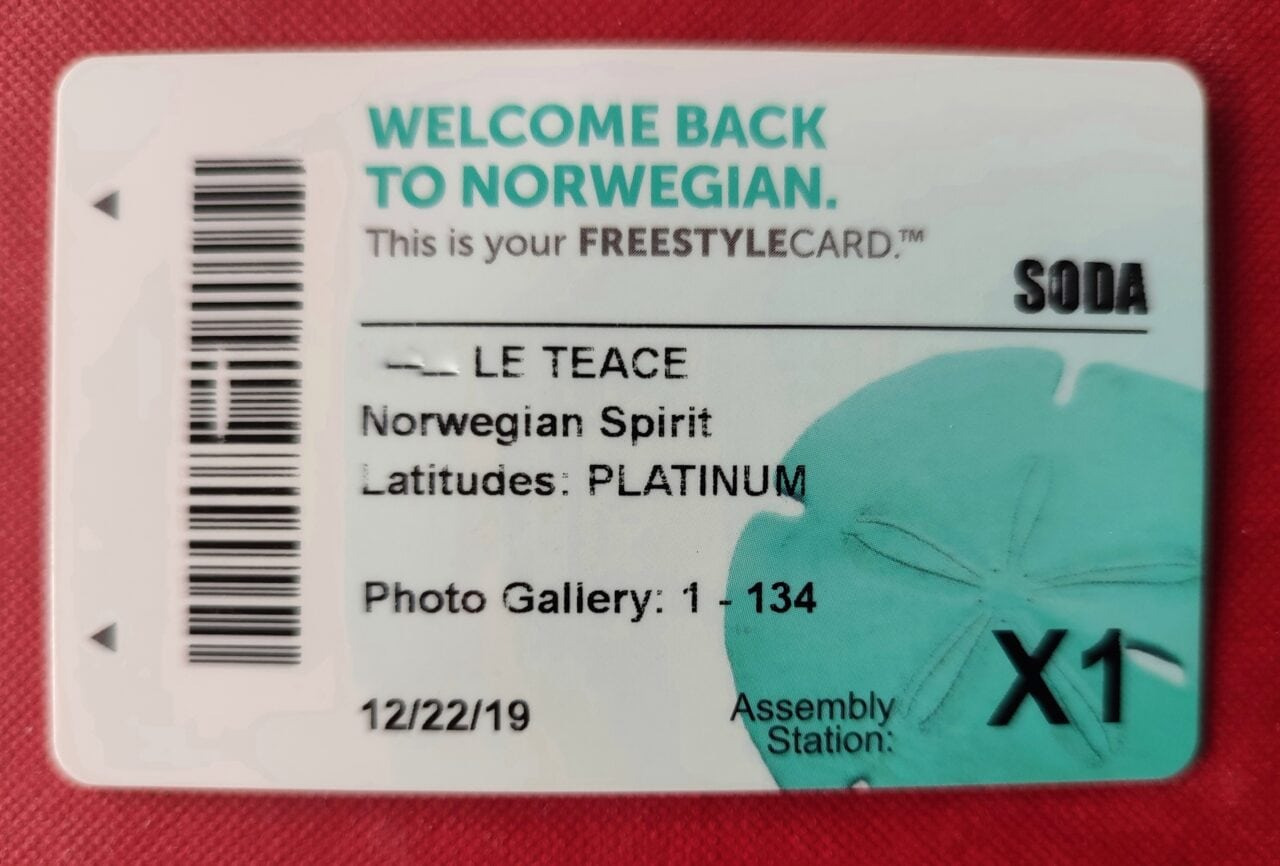 WELCOME BACK
TO NORWEGIAN.
This is your FREESTYLECARD.™
SODA
LE TEACE
Norwegian Spirit
Latitudes: PLATINUM
Photo Gallery: 1 - 134
12/22/19
Assembly
Station:
X1